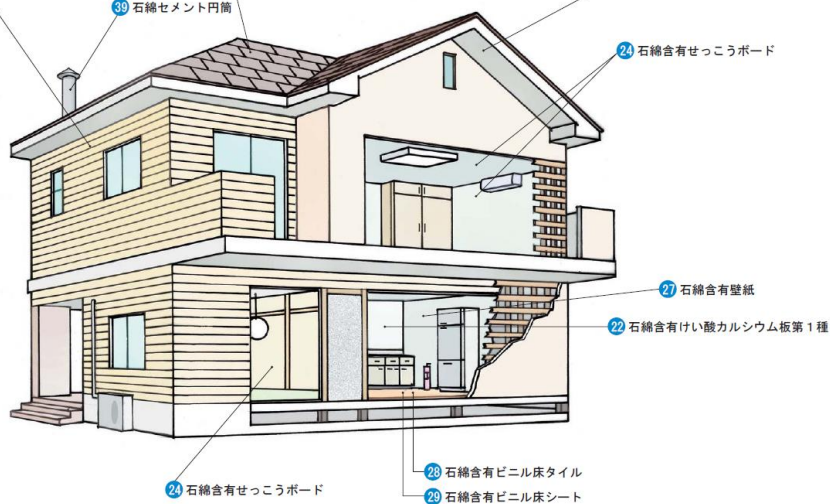 39 石綿セメント円筒
24 石綿含有せっこうボード
27 石綿含有壁紙
22 石綿含有けい酸カルシウム板第１種
28 石綿含有ビニル床タイル
24 石綿含有せっこうボード
29 石綿含有ビニル床シート